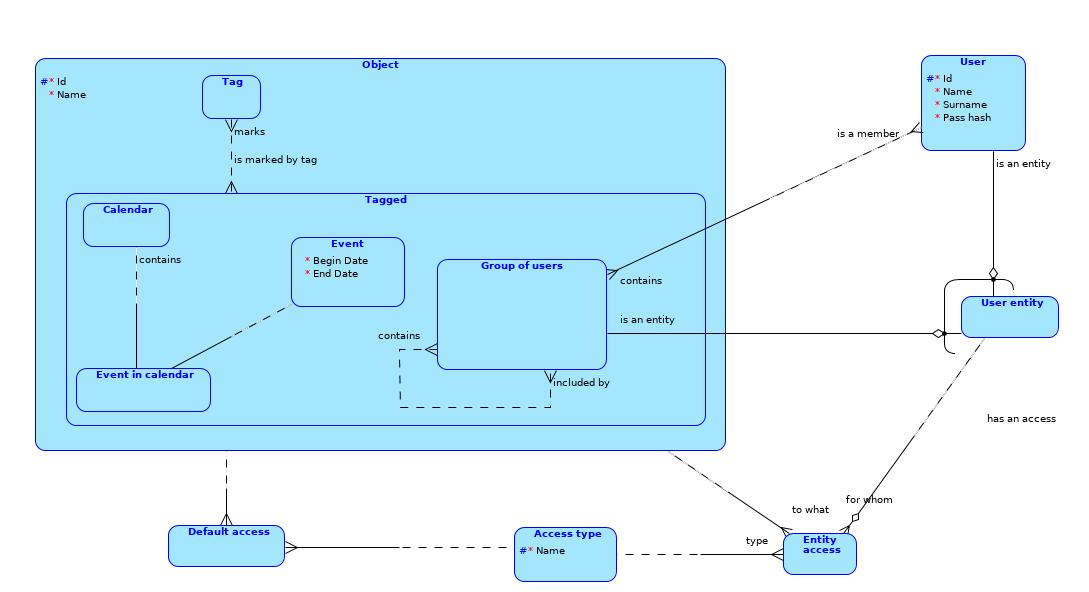 Object
#* Id
* Name
Tag
marks
is marked by tag
Tagged
Calendar
contains
Event
* Begin Date
* End Date
Group of users
contains
is an entity
contains
included by
Event in calendar
User
#* Id
* Name
* Surname
* Pass hash
is a member
is an entity
User entity
has an access
for whom
to what
type
Default access
Access type
#* Name
Entity
access